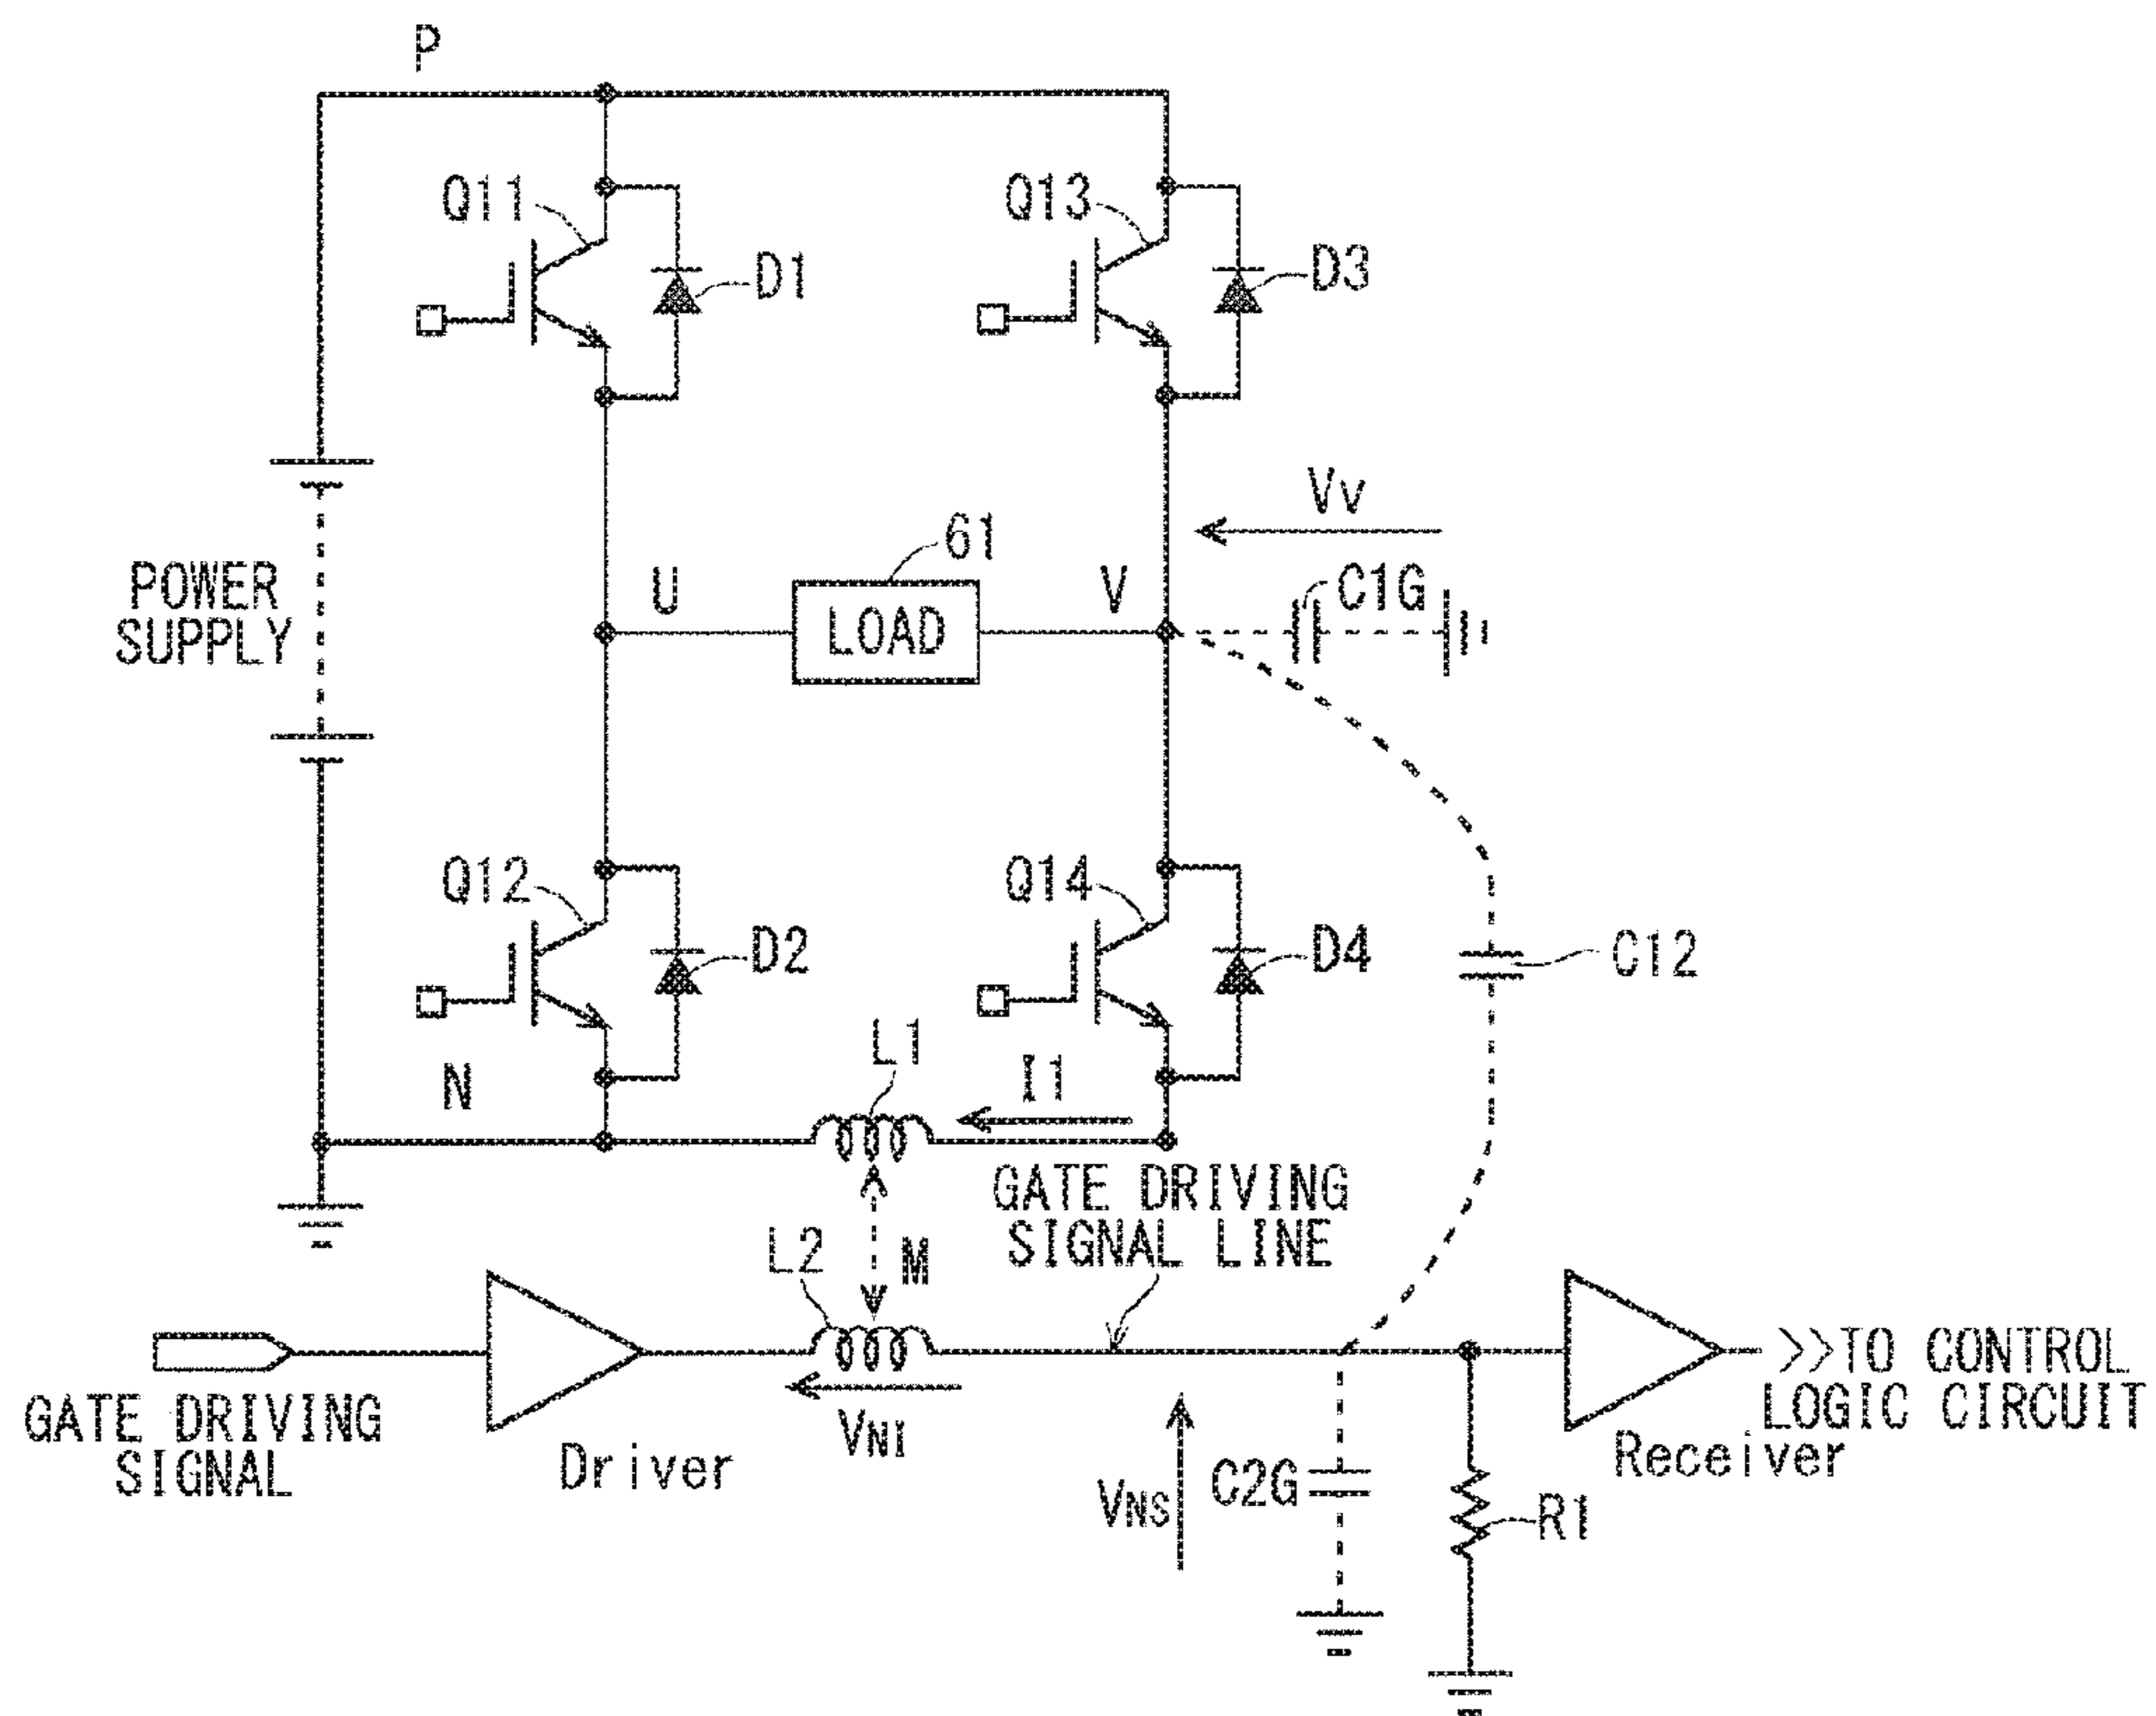 P
Q11
D1
Q13
D3
Vv
61
C1G
POWER
SUPPLY
U
LOAD
V
Q12
D2
Q14
D4
C12
N
L1
I1
GATE DRIVING
SIGNAL LINE
L2
M
>>TO CONTROL
LOGIC CIRCUIT
GATE DRIVING
SIGNAL
Driver
VNI
VNS
C2G
R1
Receiver